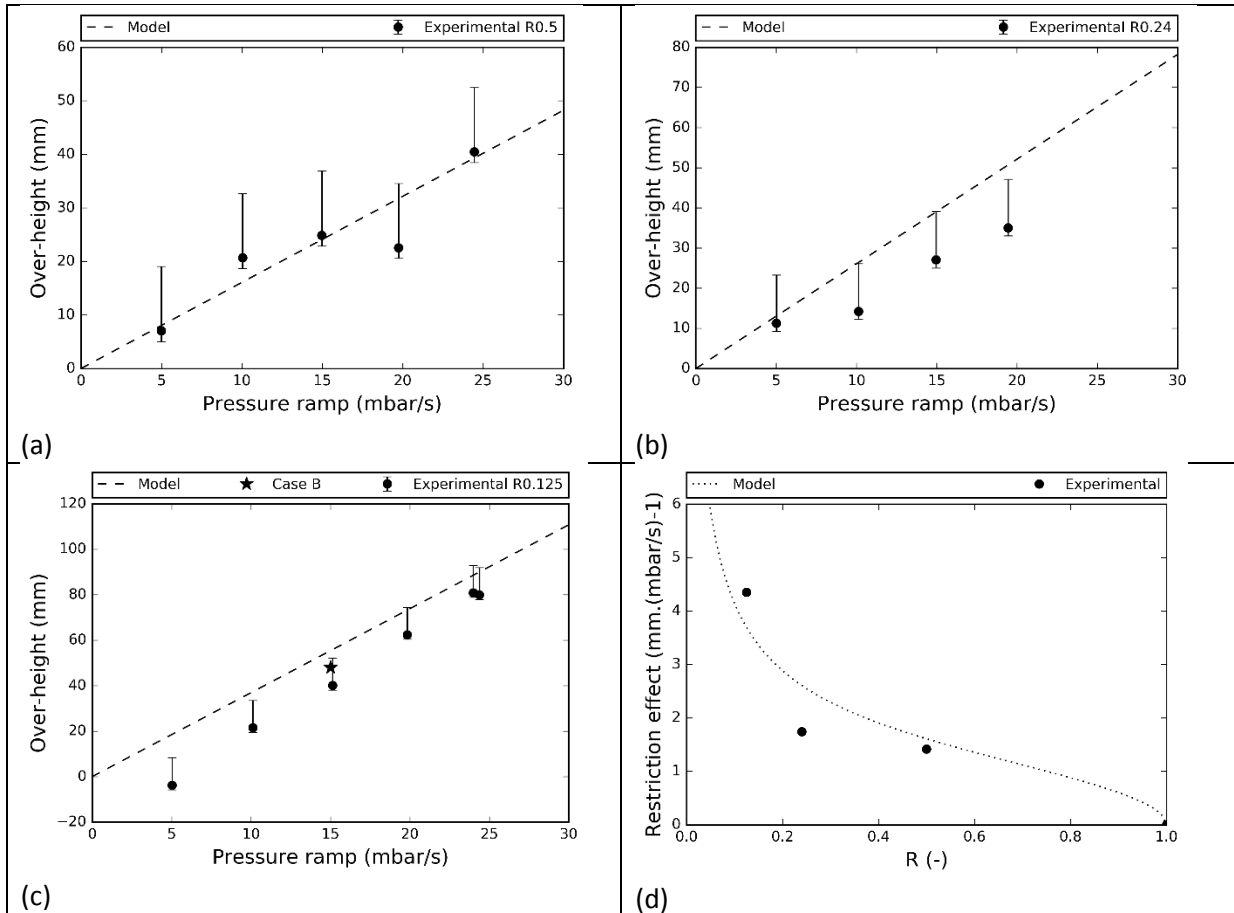 Model Experimental R0.5
60
50
40
30
20
10
0
Over-height (mm)
0 5 10 15 20 25 30
Pressure ramp (mbar/s)
(a)
Model Experimental R0.24
80
70
60
50
40
30
20
10
0
Over-height (mm)
0 5 10 15 20 25 30
Pressure ramp (mbar/s)
(b)
Model Case B Experimental R0.125
120
100
80
60
40
20
0
−20
Over-height (mm)
0 5 10 15 20 25 30
Pressure ramp (mbar/s)
(c)
Model Experimental
6
5
4
3
2
1
0
Restriction effect (mm.(mbar/s)-1)
0.0 0.2 0.4 0.6 0.8 1.0
R (-)
(d)